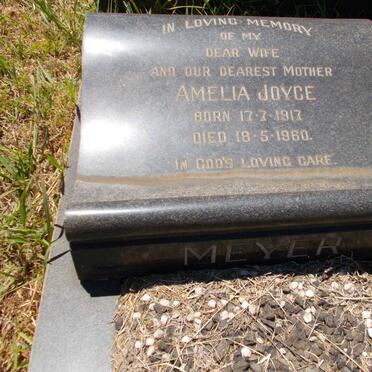 IN LOVING MEMORY
OF MY
DEAR WIFE
AND OUR DEAREST MOTHER
AMELIA JOYCE
BORN 17-7-1917
DIED 18-5-1960.
IN GOD'S LOVING CARE.
MEYER